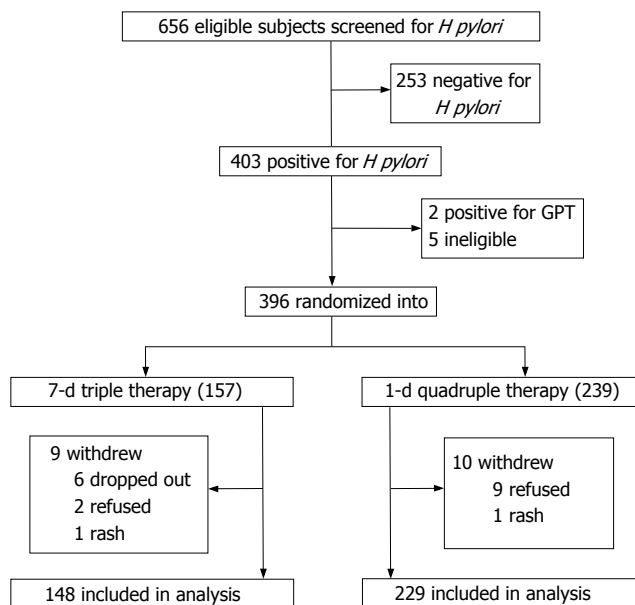 656 eligible subjects screened for H pylori
253 negative for
H pylori
403 positive for H pylori
2 positive for GPT
5 ineligible
396 randomized into
7-d triple therapy (157)
1-d quadruple therapy (239)
9 withdrew
6 dropped out
2 refused
1 rash
10 withdrew
9 refused
1 rash
148 included in analysis
229 included in analysis